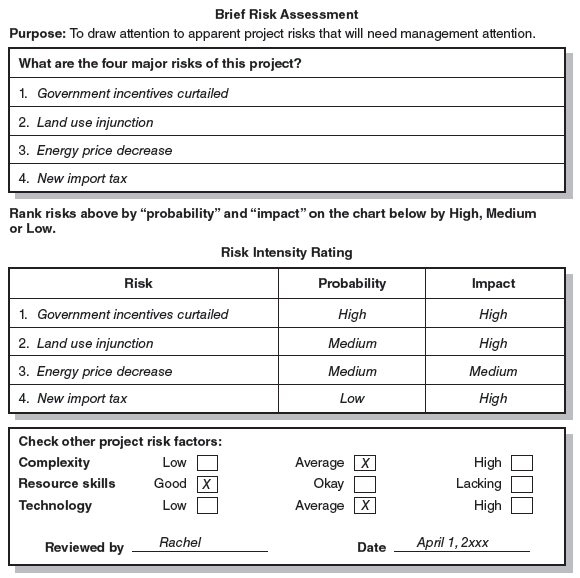 Brief Risk Assessment
Purpose: To draw attention to apparent project risks that will need management attention.
What are the four major risks of this project?
1. Government incentives curtailed
2. Land use injunction
3. Energy price decrease
4. New import tax
Rank risks above by “probability” and “impact” on the chart below by High, Medium
or Low.
Risk Intensity Rating
Risk Probability Impact
1. Government incentives curtailed High High
2. Land use injunction Medium High
3. Energy price decrease Medium Medium
4. New import tax Low High
Check other project risk factors:
Complexity Low Average X High
Resource skills Good X Okay Lacking
Technology Low Average X High
Reviewed by Rachel Date April 1, 2xxx